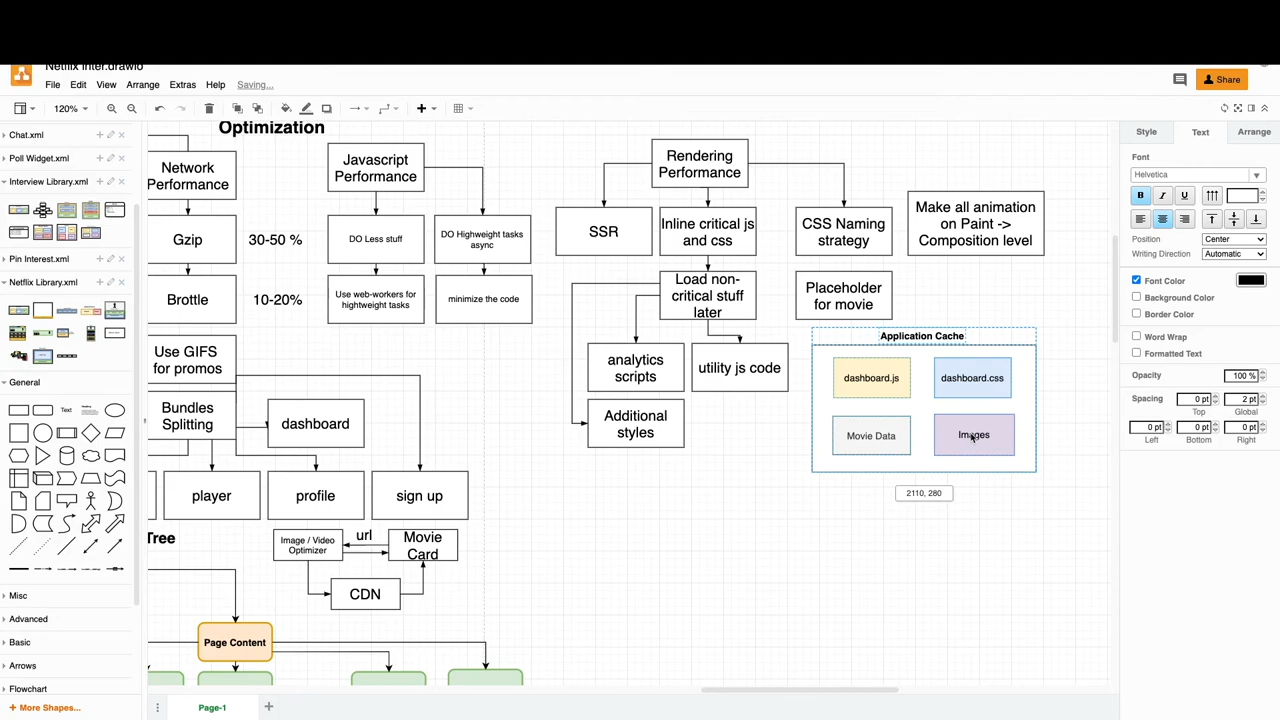 Netflix Inter.drawio
File Edit View Arrange Extras Help Saving...
Share
120%
Chat.xml
Poll Widget.xml
Interview Library.xml
Pin Interest.xml
Netflix Library.xml
General
Text
Misc
Advanced
Basic
Arrows
Flowchart
More Shapes...
Page-1
Optimization
Network
Performance
Gzip
30-50 %
Brottle
10-20%
Use GIFS
for promos
Bundles
Splitting
dashboard
player
profile
sign up
Javascript
Performance
DO Less stuff
DO Highweight tasks
async
Use web-workers for
hightweight tasks
minimize the code
Rendering
Performance
SSR
Inline critical js
and css
CSS Naming
strategy
Make all animation
on Paint ->
Composition level
Load non-
critical stuff
later
Placeholder
for movie
analytics
scripts
utility js code
Additional
styles
Application Cache
dashboard.js
dashboard.css
Movie Data
Images
2110, 280
Tree
Image / Video
Optimizer
url
Movie
Card
CDN
Page Content
Style
Text
Arrange
Font
Helvetica
B I U
Position
Center
Writing Direction
Automatic
Font Color
Background Color
Border Color
Word Wrap
Formatted Text
Opacity
100 %
Spacing
0 pt
2 pt
Top
Global
0 pt
0 pt
0 pt
Left
Bottom
Right